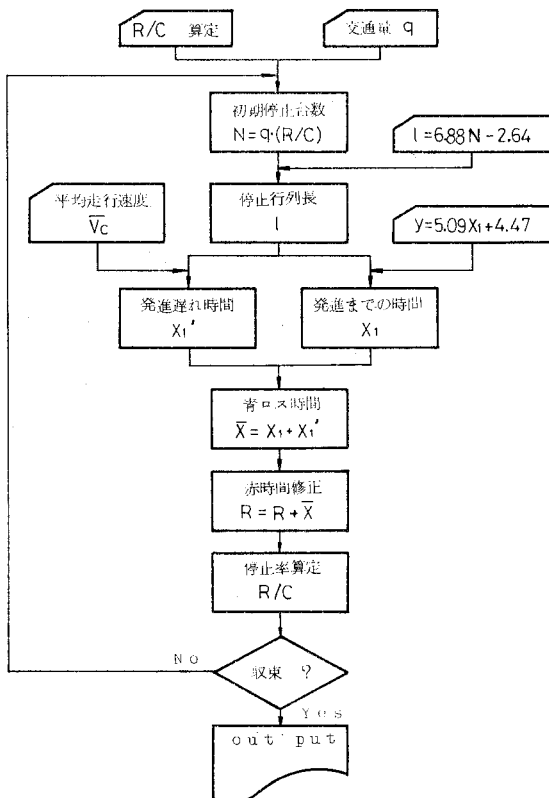 R/C 算定
交通量 q
初期停止台数
N=q·(R/C)
l=6.88N-2.64
平均走行速度
V̅c
停止行列長
l
y=5.09X₁+4.47
発進遅れ時間
X₁'
発進までの時間
X₁
青ロス時間
X̅=X₁+X₁'
赤時間修正
R=R+X̅
停止率算定
R/C
No
収束 ?
Yes
out put